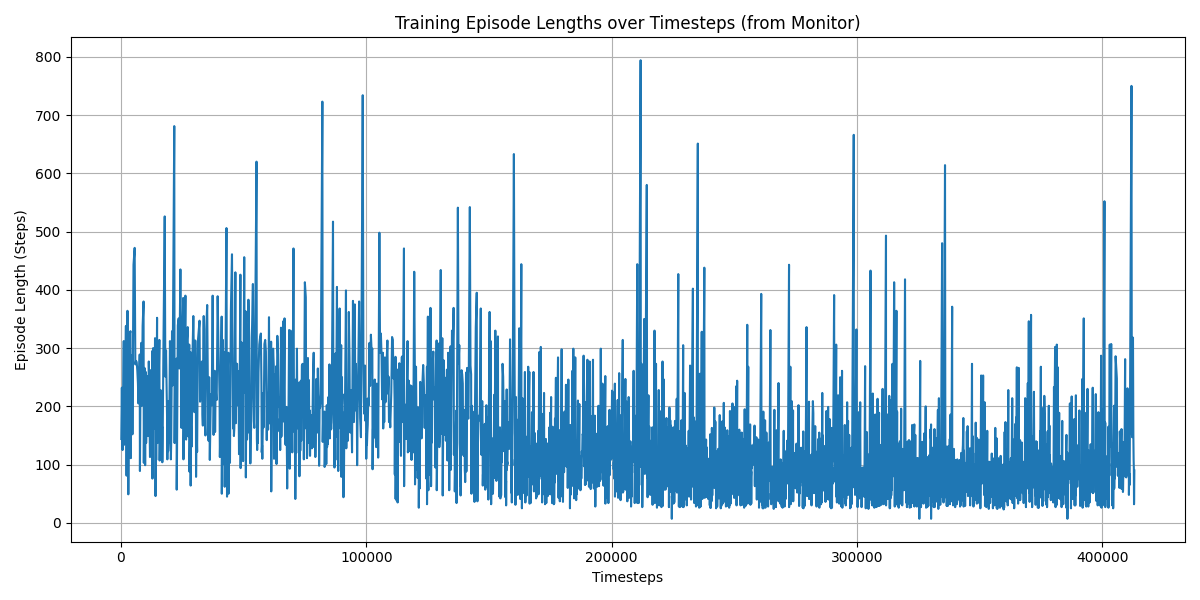 Training Episode Lengths over Timesteps (from Monitor)
Episode Length (Steps)
800
700
600
500
400
300
200
100
0
0 100000 200000 300000 400000
Timesteps